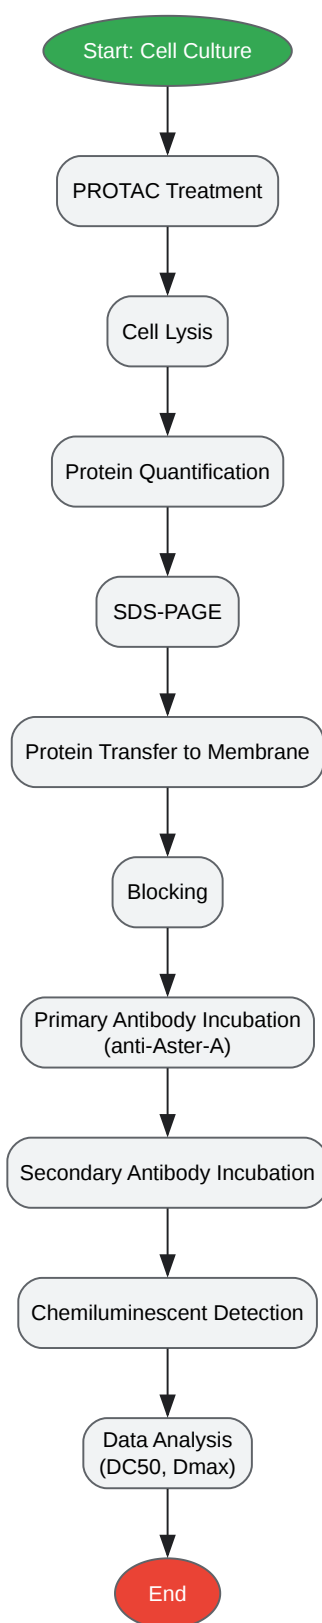 Start: Cell Culture
PROTAC Treatment
Cell Lysis
Protein Quantification
SDS-PAGE
Protein Transfer to Membrane
Blocking
Primary Antibody Incubation
(anti-Aster-A)
Secondary Antibody Incubation
Chemiluminescent Detection
Data Analysis
(DC50, Dmax)
End